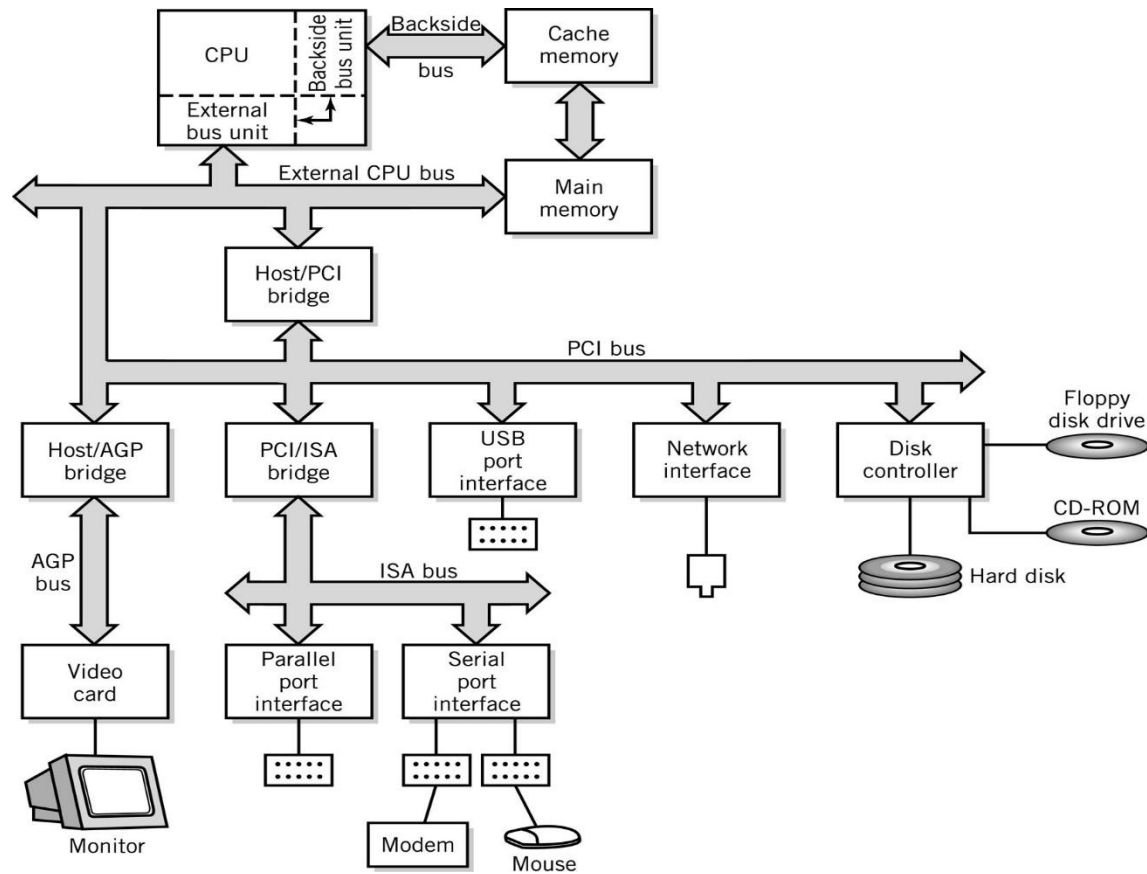 CPU
Backside
bus unit
External
bus unit
Backside
bus
Cache
memory
External CPU bus
Main
memory
Host/PCI
bridge
PCI bus
Host/AGP
bridge
PCI/ISA
bridge
USB
port
interface
Network
interface
Disk
controller
Floppy
disk drive
CD-ROM
Hard disk
AGP
bus
ISA bus
Video
card
Parallel
port
interface
Serial
port
interface
Monitor
Modem
Mouse